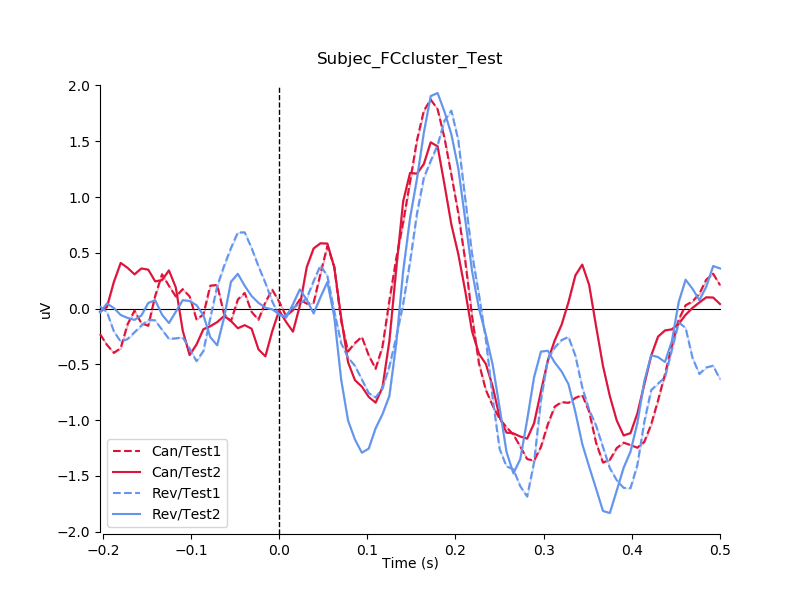 Subjec_FCcluster_Test
2.0
1.5
1.0
0.5
0.0
−0.5
−1.0
−1.5
−2.0
uV
Can/Test1
Can/Test2
Rev/Test1
Rev/Test2
−0.2
−0.1
0.0
0.1
0.2
0.3
0.4
0.5
Time (s)